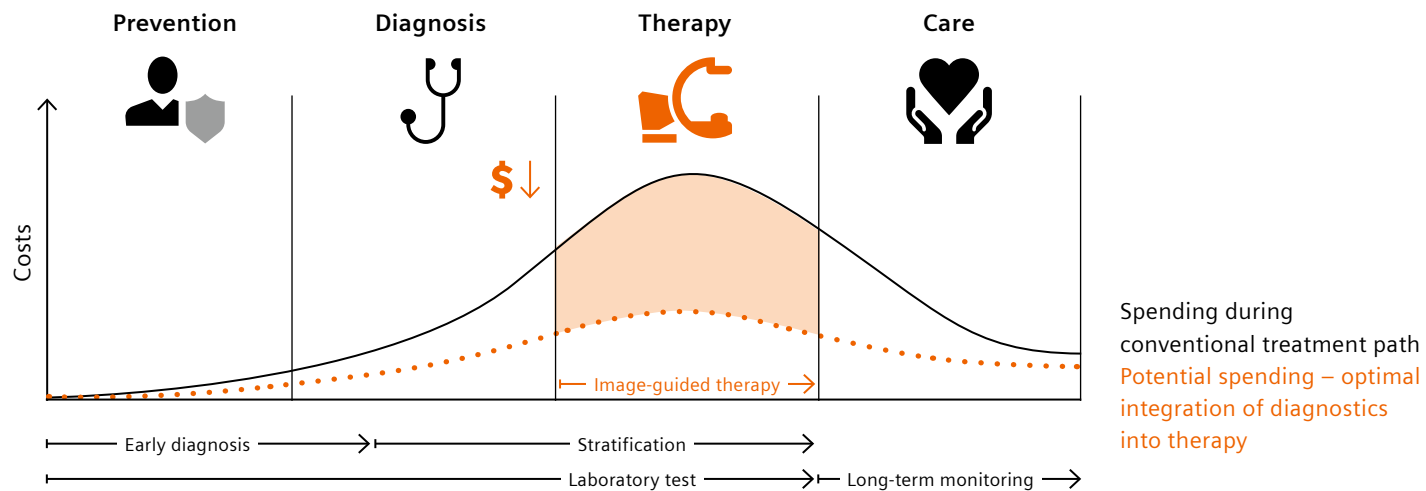 Prevention
Diagnosis
Therapy
Care
$
Costs
Spending during
conventional treatment path
Potential spending – optimal
integration of diagnostics
into therapy
Image-guided therapy
Early diagnosis
Stratification
Laboratory test
Long-term monitoring